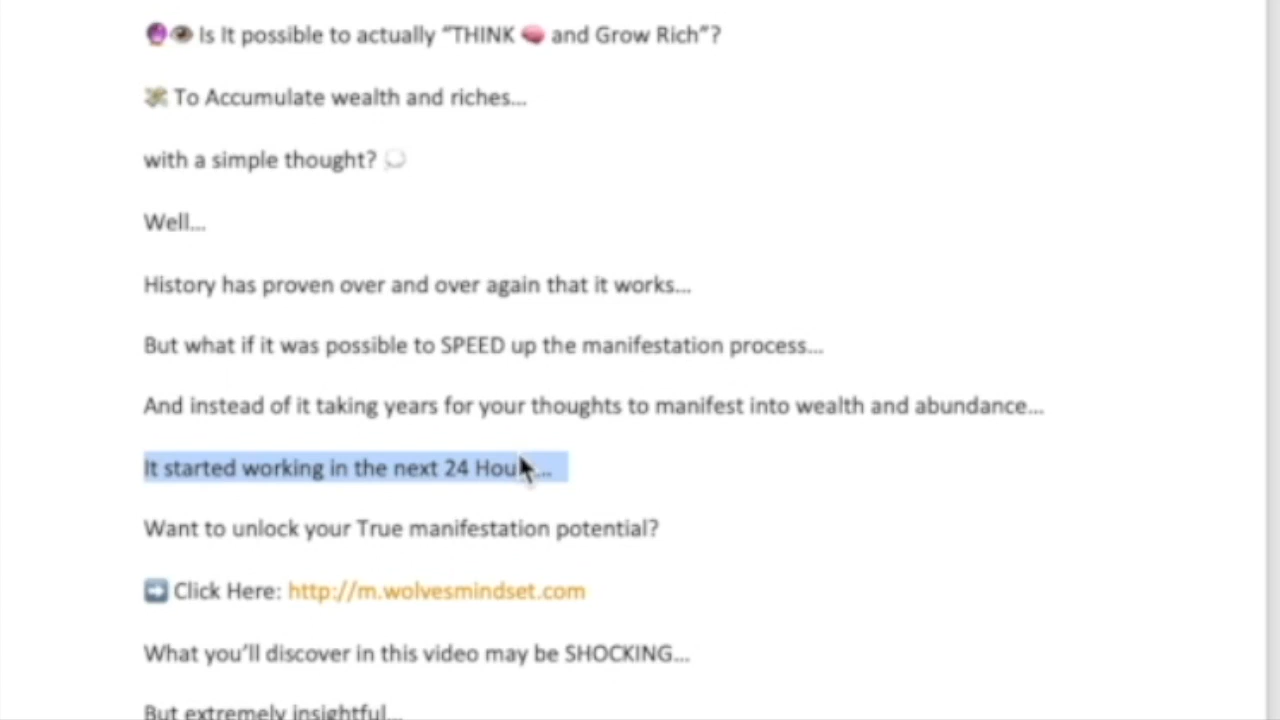 🔮👁 Is It possible to actually “THINK 🧠 and Grow Rich”?
💸 To Accumulate wealth and riches...
with a simple thought? 💭
Well...
History has proven over and over again that it works...
But what if it was possible to SPEED up the manifestation process...
And instead of it taking years for your thoughts to manifest into wealth and abundance...
It started working in the next 24 ...
Want to unlock your True manifestation potential?
➡️ Click Here: http://m.wolvesmindset.com
What you’ll discover in this video may be SHOCKING...
But extremely insightful...